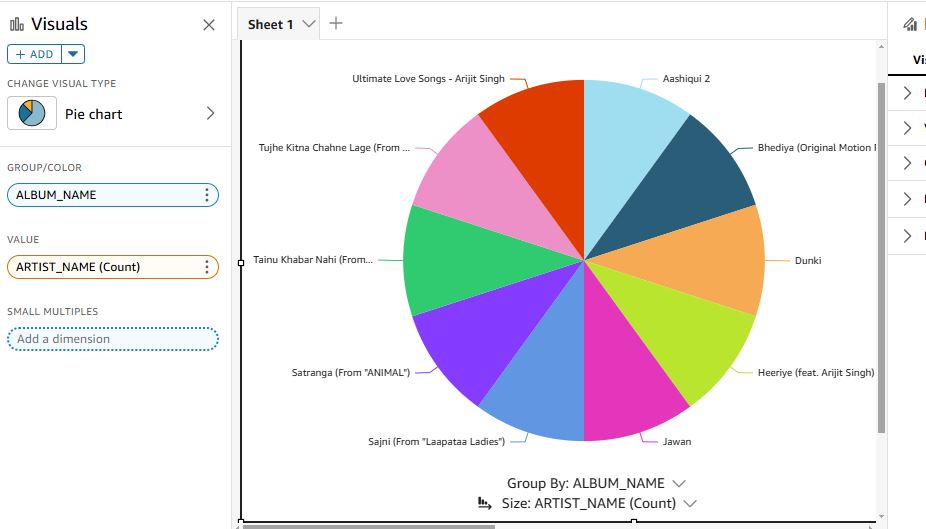 Visuals
+ ADD
CHANGE VISUAL TYPE
Pie chart
GROUP/COLOR
ALBUM_NAME
VALUE
ARTIST_NAME (Count)
SMALL MULTIPLES
Add a dimension
Sheet 1
Ultimate Love Songs - Arijit Singh
Aashiqui 2
Tujhe Kitna Chahne Lage (From ...
Bhediya (Original Motion
Tainu Khabar Nahi (From...
Dunki
Satranga (From "ANIMAL")
Heeriye (feat. Arijit Singh)
Sajni (From "Laapataa Ladies")
Jawan
Group By: ALBUM_NAME
Size: ARTIST_NAME (Count)